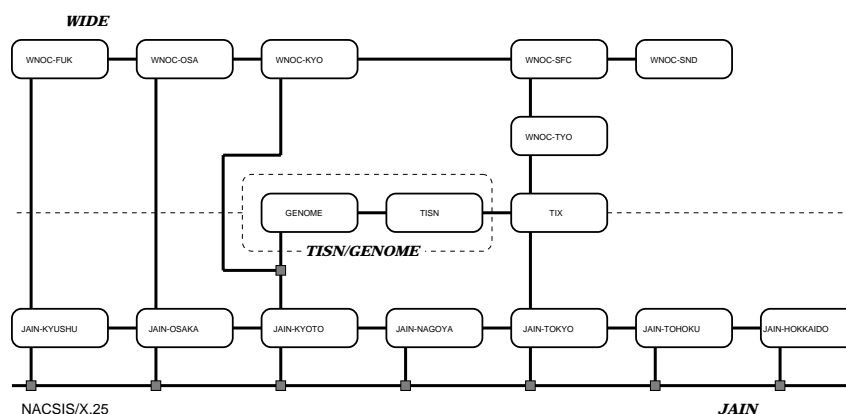 WIDE
WNOC-FUK
WNOC-OSA
WNOC-KYO
WNOC-SFC
WNOC-SND
WNOC-TYO
GENOME
TISN
TIX
TISN/GENOME
JAIN-KYUSHU
JAIN-OSAKA
JAIN-KYOTO
JAIN-NAGOYA
JAIN-TOKYO
JAIN-TOHOKU
JAIN-HOKKAIDO
NACSIS/X.25
JAIN